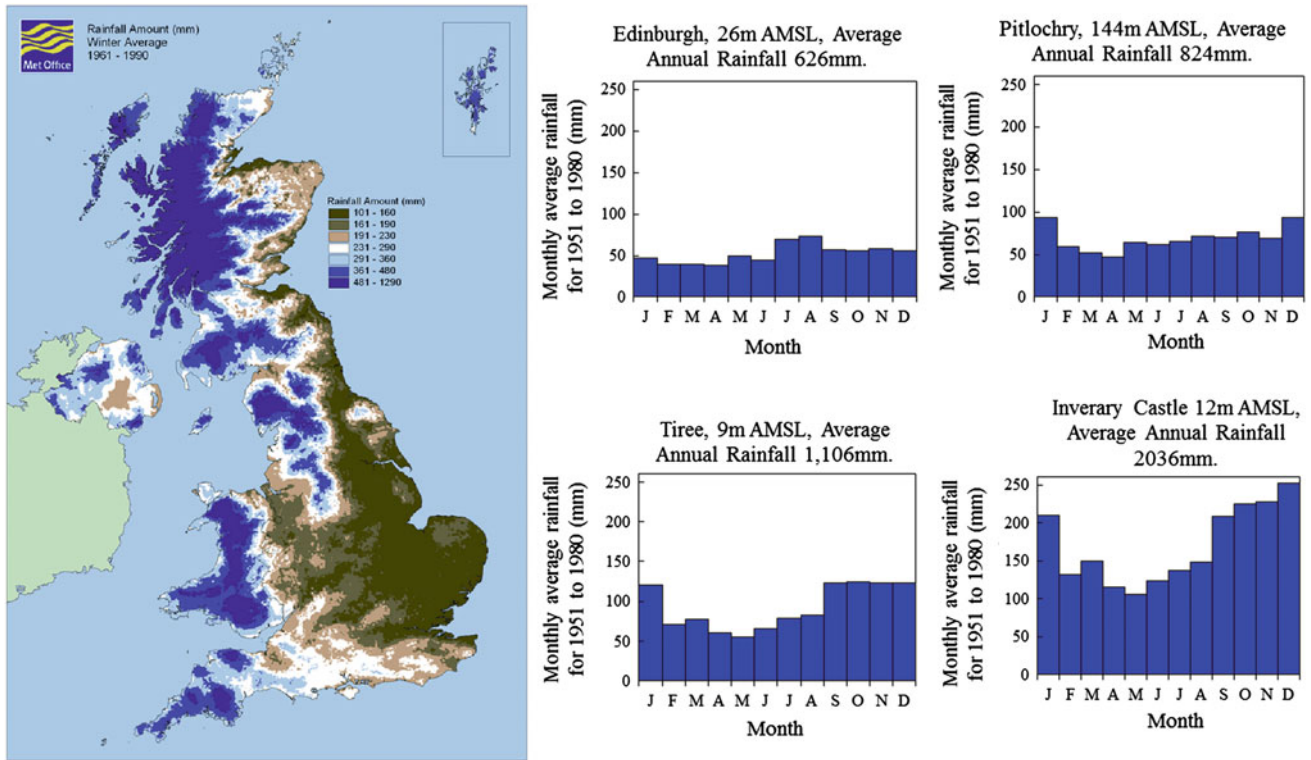 Met Office
Rainfall Amount (mm)
Winter Average
1961 - 1990
Rainfall Amount (mm)
101 - 160
161 - 190
191 - 230
231 - 290
291 - 360
361 - 480
481 - 1290
Edinburgh, 26m AMSL, Average
Annual Rainfall 626mm.
Monthly average rainfall
for 1951 to 1980 (mm)
250
200
150
100
50
0
J F M A M J J A S O N D
Month
Pitlochry, 144m AMSL, Average
Annual Rainfall 824mm.
Monthly average rainfall
for 1951 to 1980 (mm)
250
200
150
100
50
0
J F M A M J J A S O N D
Month
Tiree, 9m AMSL, Average
Annual Rainfall 1,106mm.
Monthly average rainfall
for 1951 to 1980 (mm)
250
200
150
100
50
0
J F M A M J J A S O N D
Month
Inverary Castle 12m AMSL,
Average Annual Rainfall
2036mm.
Monthly average rainfall
for 1951 to 1980 (mm)
250
200
150
100
50
0
J F M A M J J A S O N D
Month